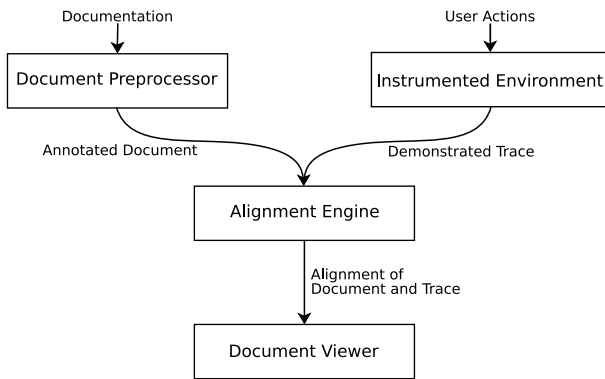 Documentation
User Actions
Document Preprocessor
Instrumented Environment
Annotated Document
Demonstrated Trace
Alignment Engine
Alignment of
Document and Trace
Document Viewer